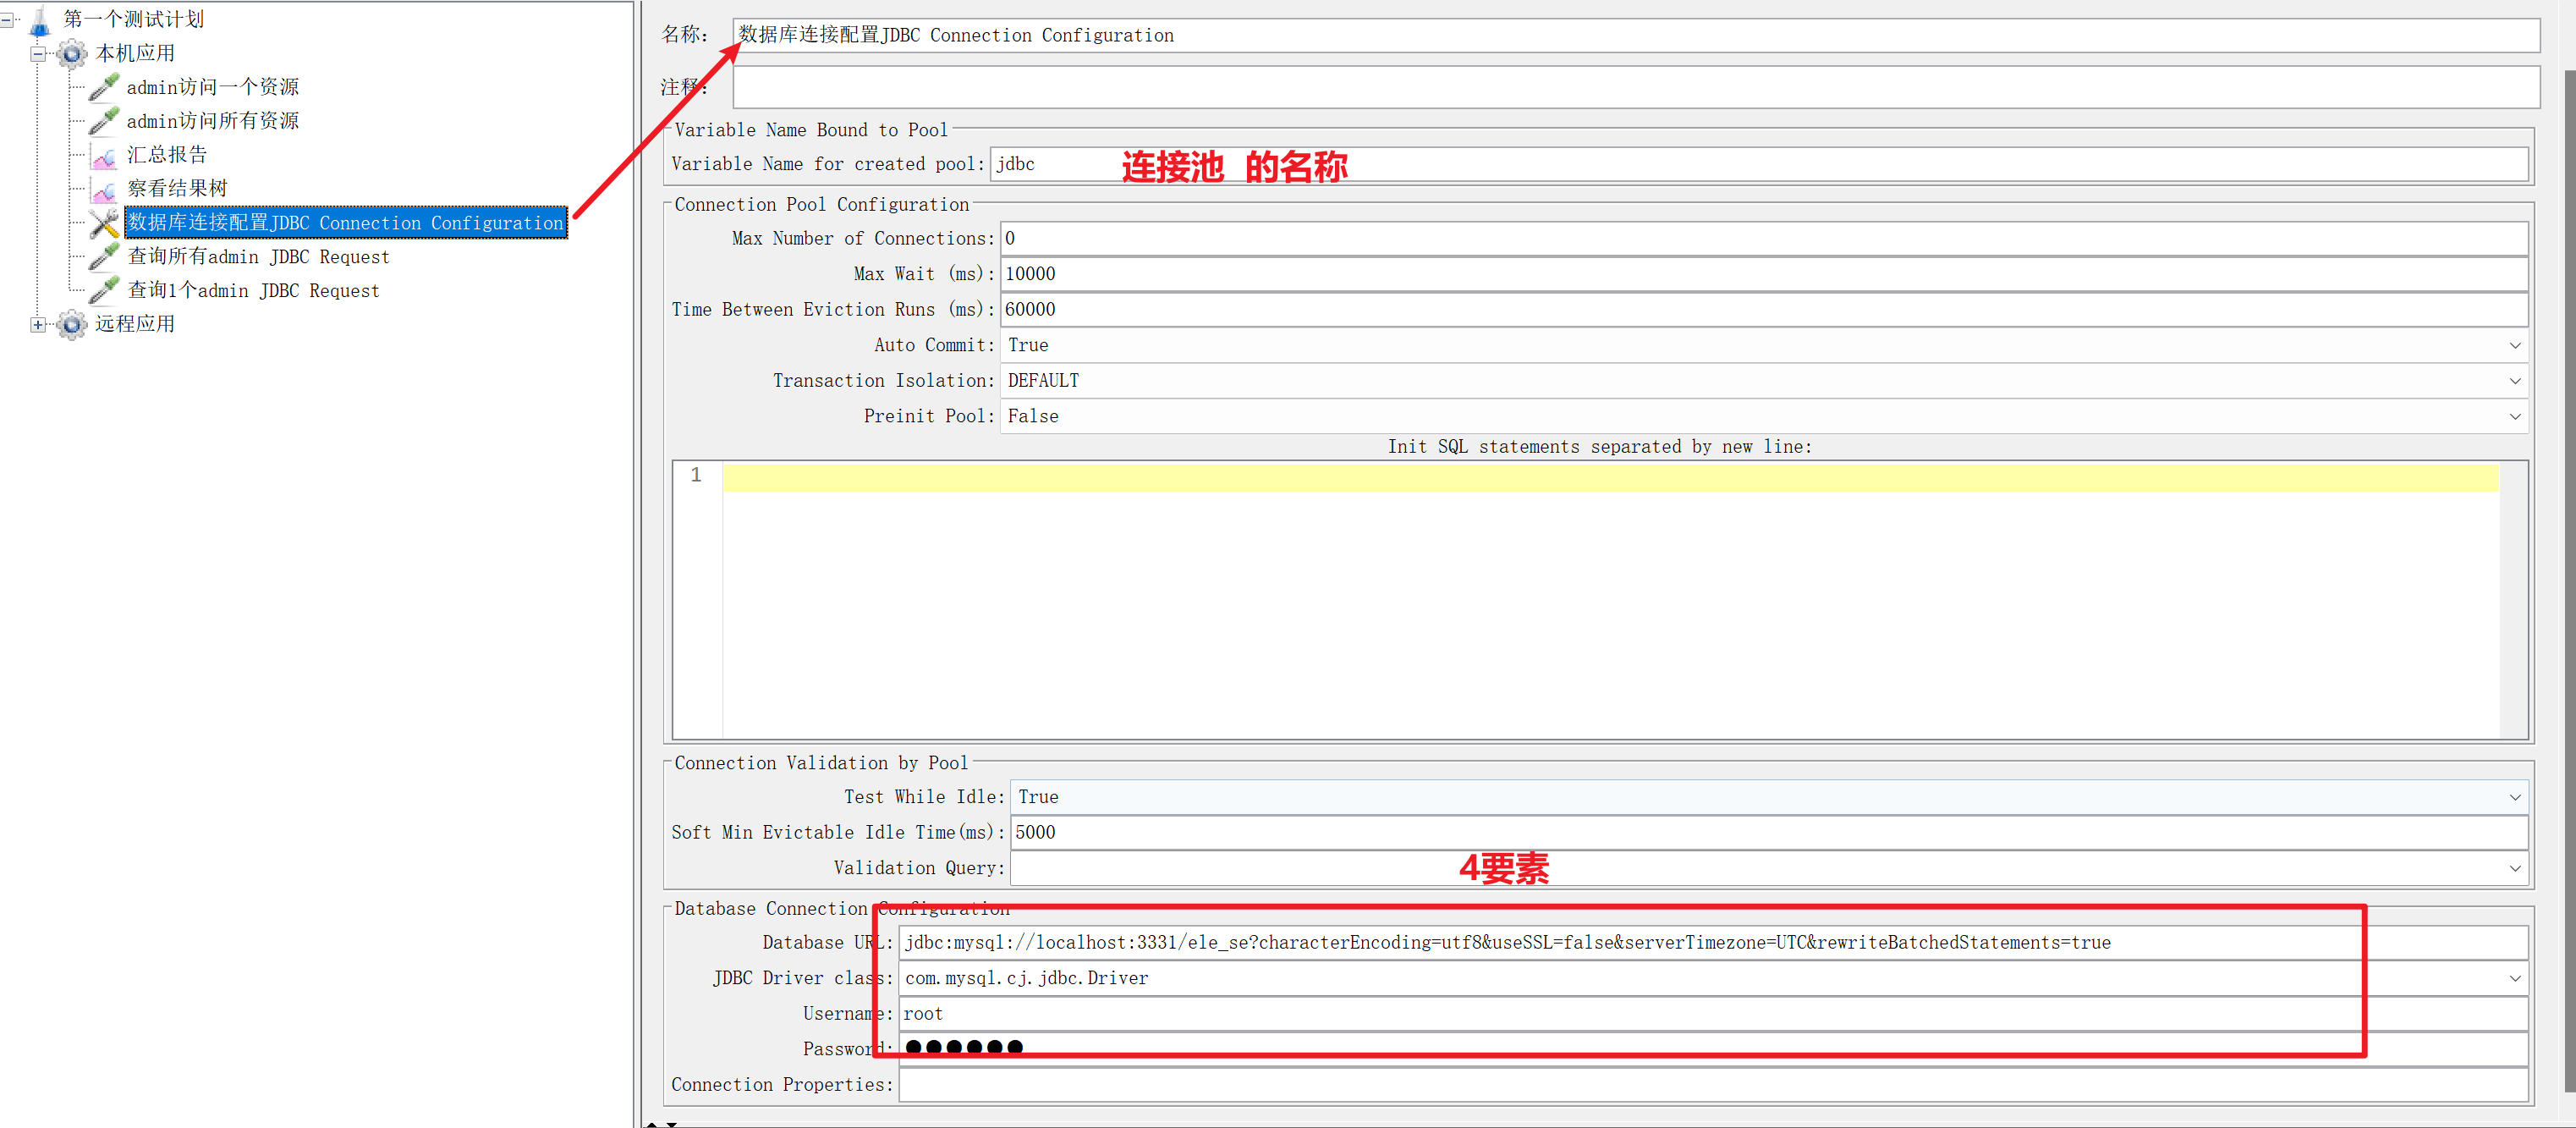 第一个测试计划
本机应用
admin访问一个资源
admin访问所有资源
汇总报告
察看结果树
数据库连接配置JDBC Connection Configuration
查询所有admin JDBC Request
查询1个admin JDBC Request
远程应用
名称： 数据库连接配置JDBC Connection Configuration
注释：
Variable Name Bound to Pool
Variable Name for created pool: jdbc 连接池 的名称
Connection Pool Configuration
Max Number of Connections: 0
Max Wait (ms): 10000
Time Between Eviction Runs (ms): 60000
Auto Commit: True
Transaction Isolation: DEFAULT
Preinit Pool: False
Init SQL statements separated by new line:
1
Connection Validation by Pool
Test While Idle: True
Soft Min Evictable Idle Time(ms): 5000
Validation Query:
4要素
Database Connection Configuration
Database URL: jdbc:mysql://localhost:3331/ele_se?characterEncoding=utf8&useSSL=false&serverTimezone=UTC&rewriteBatchedStatements=true
JDBC Driver class: com.mysql.cj.jdbc.Driver
Username: root
Password: ●●●●●●
Connection Properties: